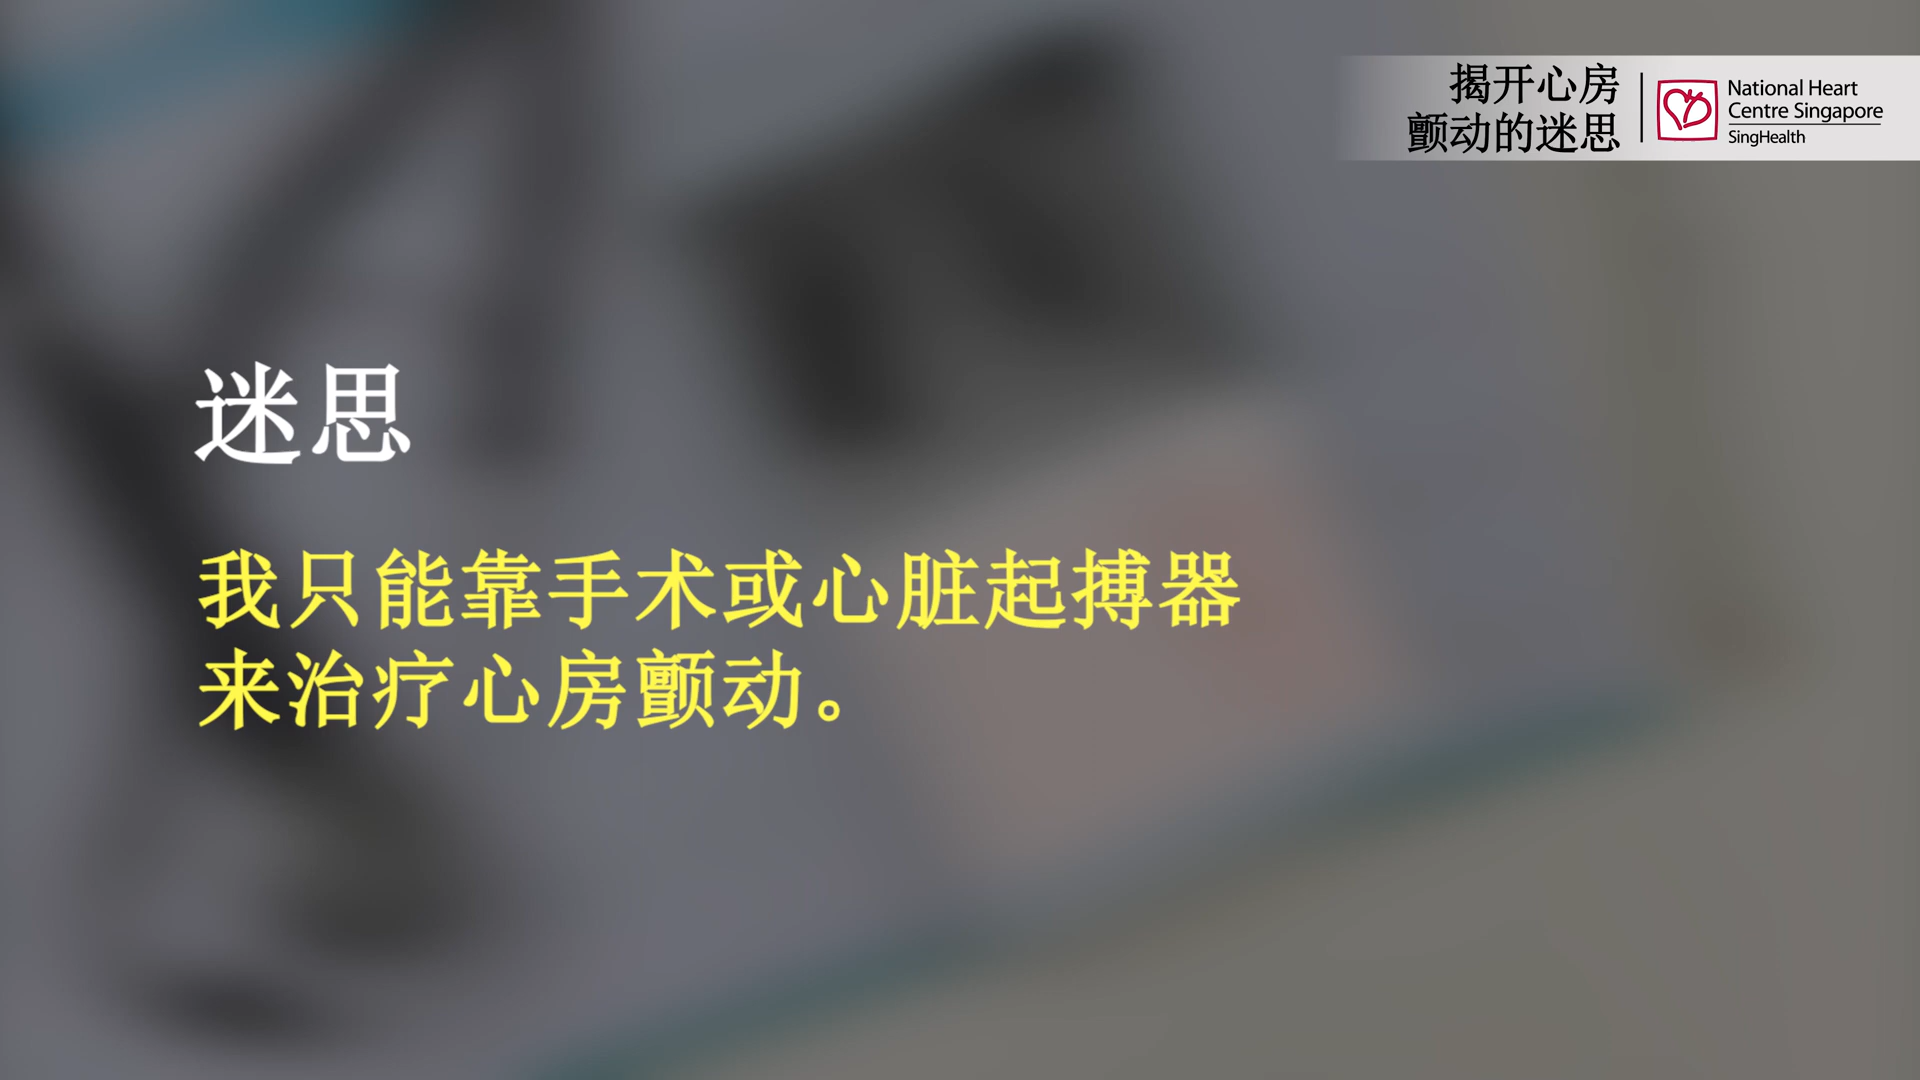 揭开心房
颤动的迷思
National Heart
Centre Singapore
SingHealth
迷思
我只能靠手术或心脏起搏器
来治疗心房颤动。